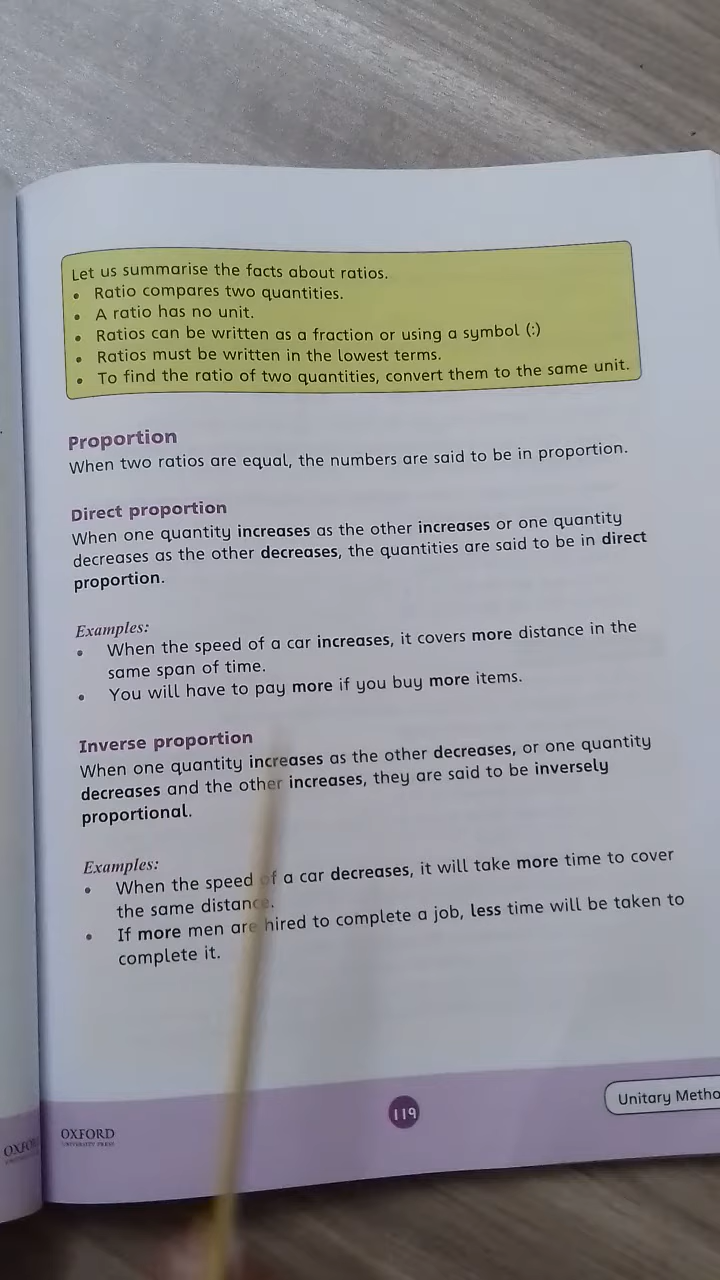 Let us summarise the facts about ratios.
• Ratio compares two quantities.
• A ratio has no unit.
• Ratios can be written as a fraction or using a symbol (:)
• Ratios must be written in the lowest terms.
• To find the ratio of two quantities, convert them to the same unit.
Proportion
When two ratios are equal, the numbers are said to be in proportion.
Direct proportion
When one quantity increases as the other increases or one quantity
decreases as the other decreases, the quantities are said to be in direct
proportion.
Examples:
• When the speed of a car increases, it covers more distance in the
same span of time.
• You will have to pay more if you buy more items.
Inverse proportion
When one quantity increases as the other decreases, or one quantity
decreases and the other increases, they are said to be inversely
proportional.
Examples:
• When the speed of a car decreases, it will take more time to cover
the same distance.
• If more men are hired to complete a job, less time will be taken to
complete it.
OXFORD
UNIVERSITY PRESS
119
Unitary Metho